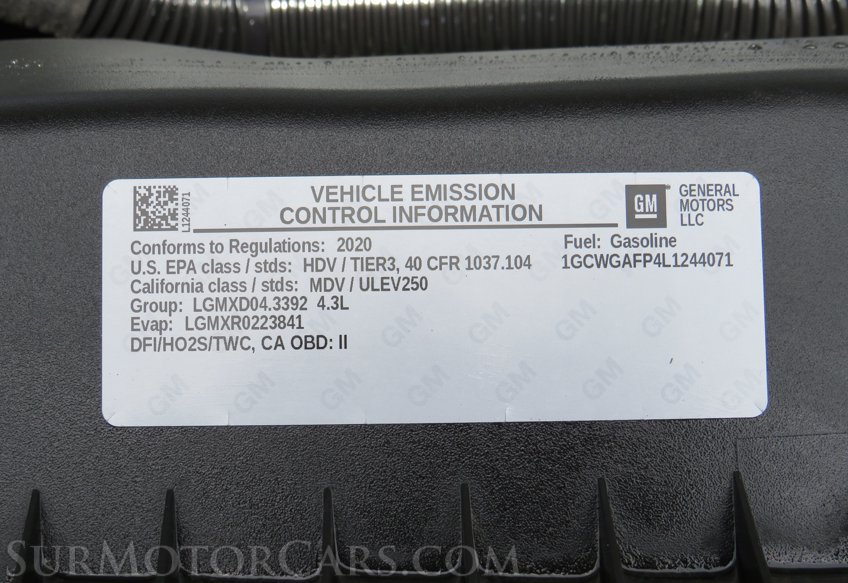 VEHICLE EMISSION
CONTROL INFORMATION
L1244071
GM
GENERAL
MOTORS
LLC
Conforms to Regulations: 2020
Fuel: Gasoline
U.S. EPA class / stds: HDV / TIER3, 40 CFR 1037.104
1GCWGAFP4L1244071
California class / stds: MDV / ULEV250
Group: LGMXD04.3392 4.3L
Evap: LGMXR0223841
DFI/HO2S/TWC, CA OBD: II
SurMotorCars.com